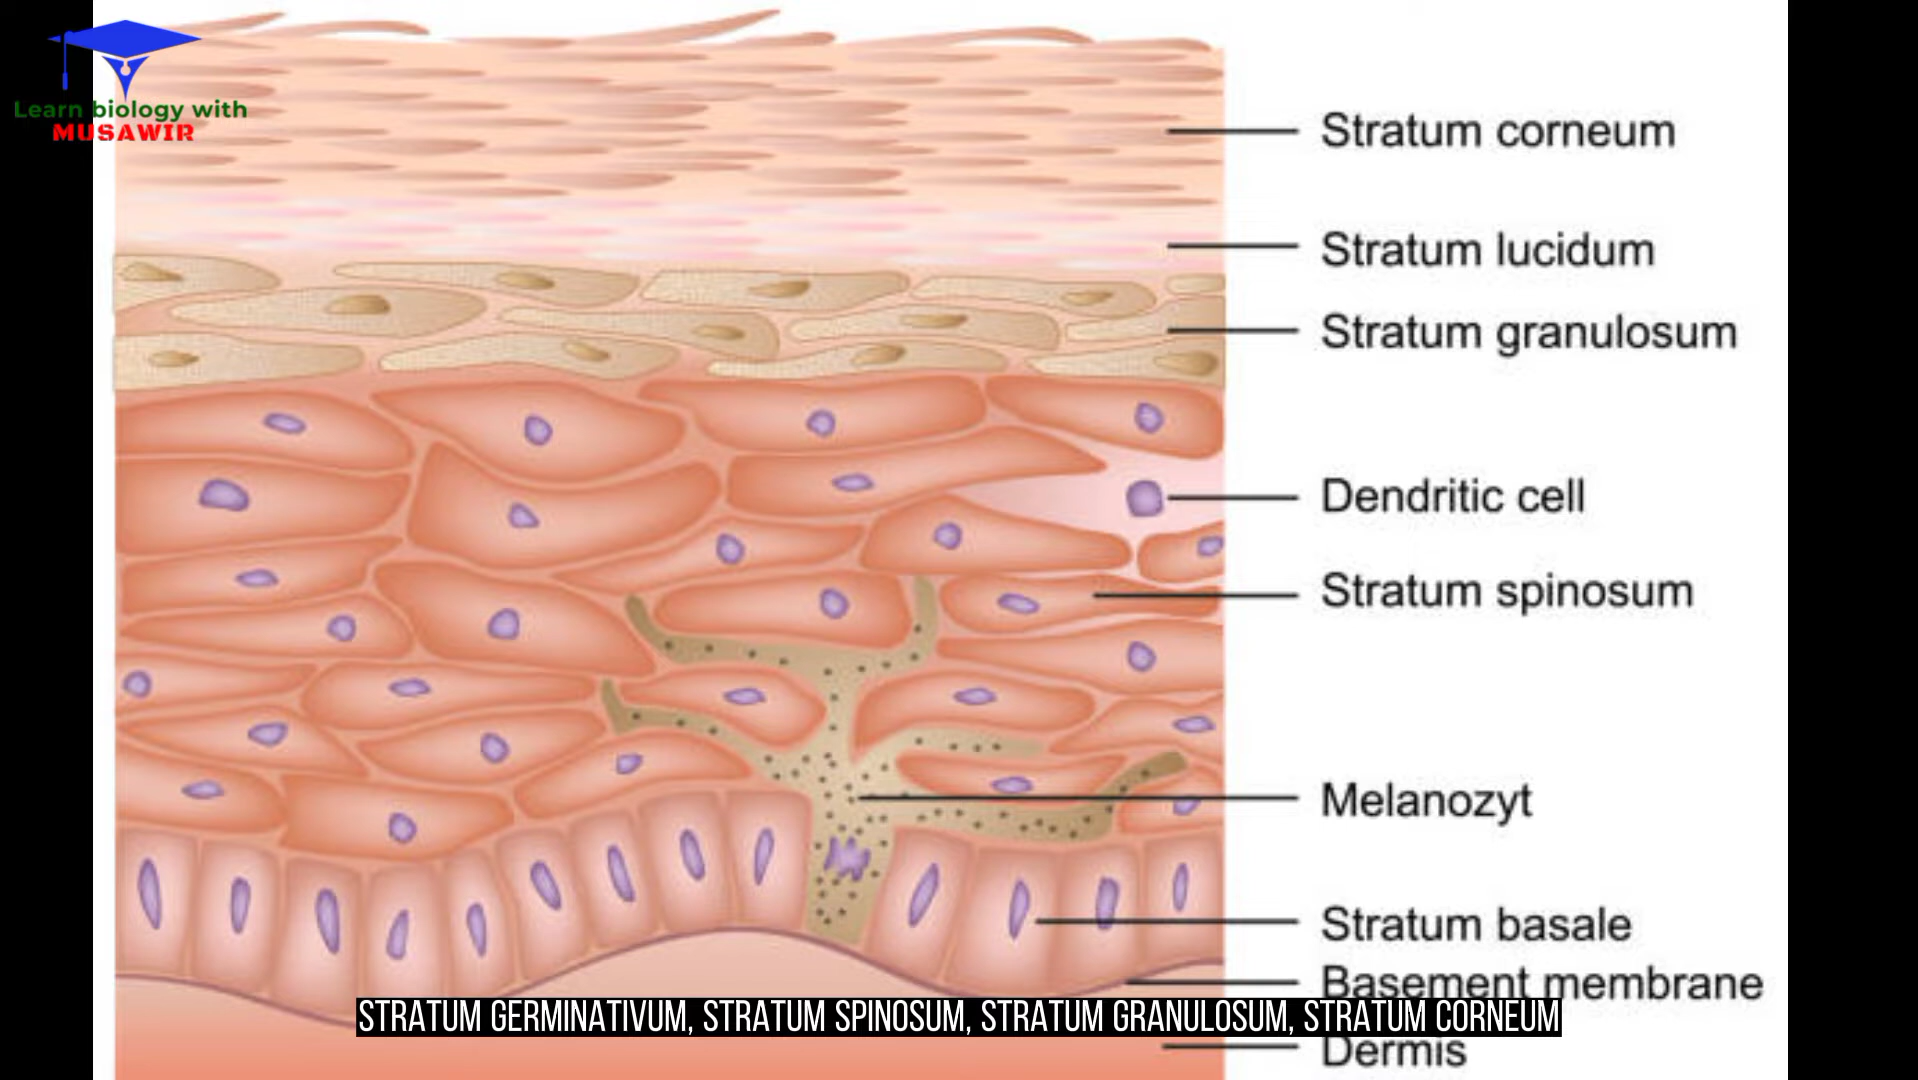 Learn biology with
MUSAWIR
Stratum corneum
Stratum lucidum
Stratum granulosum
Dendritic cell
Stratum spinosum
Melanozyt
Stratum basale
Basement membrane
STRATUM GERMINATIVUM, STRATUM SPINOSUM, STRATUM GRANULOSUM, STRATUM CORNEUM
Dermis